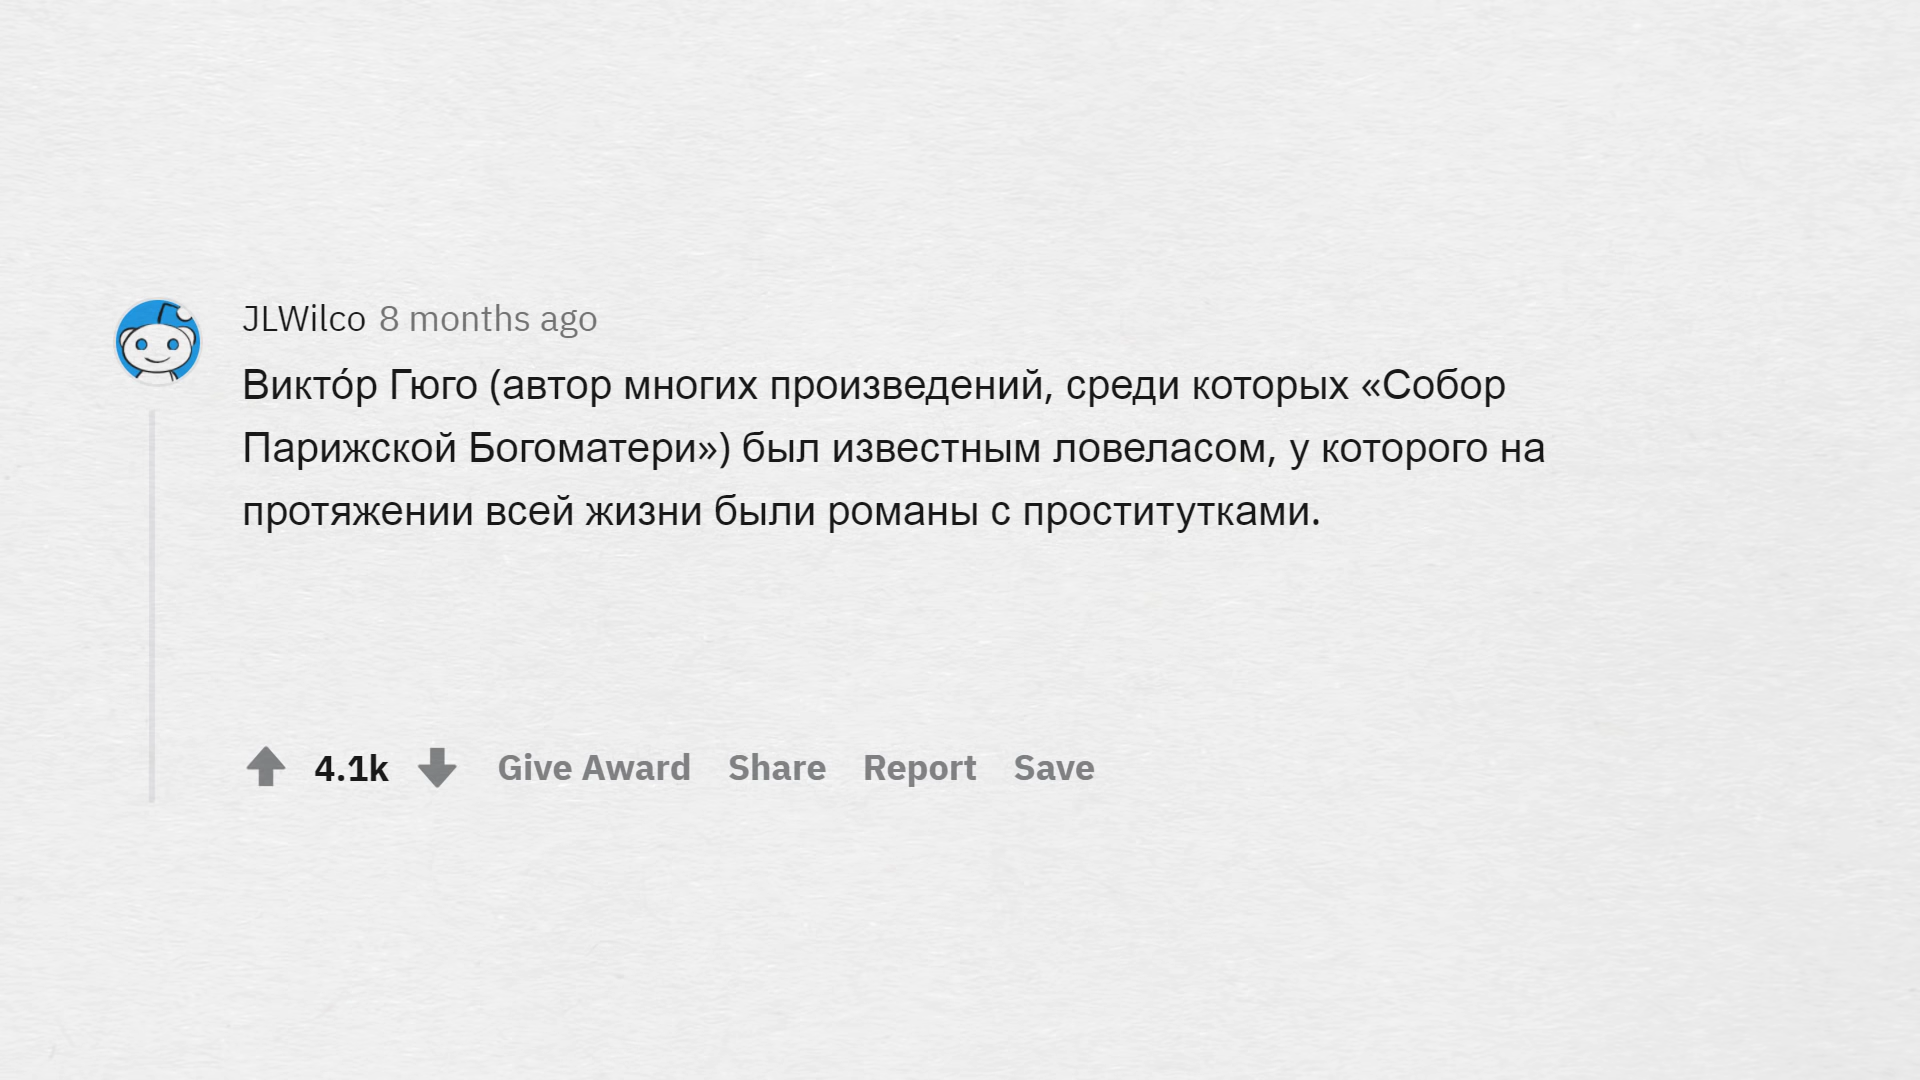 JLWilco 8 months ago
Викто́р Гюго (автор многих произведений, среди которых «Собор
Парижской Богоматери») был известным ловеласом, у которого на
протяжении всей жизни были романы с проститутками.
4.1k Give Award Share Report Save